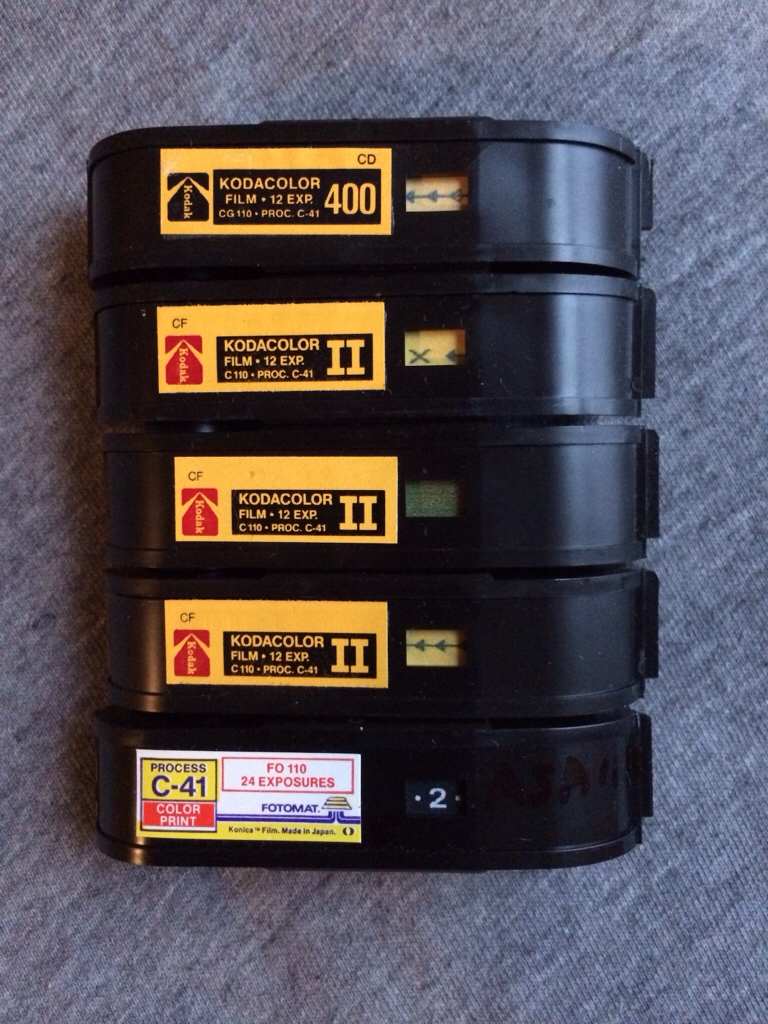 CD
Kodak
KODACOLOR
FILM • 12 EXP.
400
CG 110 • PROC. C-41
CF
Kodak
KODACOLOR
FILM • 12 EXP.
II
C 110 • PROC. C-41
X
CF
Kodak
KODACOLOR
FILM • 12 EXP.
II
C 110 • PROC. C-41
CF
Kodak
KODACOLOR
FILM • 12 EXP.
II
C 110 • PROC. C-41
PROCESS
C-41
COLOR
PRINT
FO 110
24 EXPOSURES
FOTOMAT.
Konica™ Film. Made in Japan.
· 2 ·
ASA